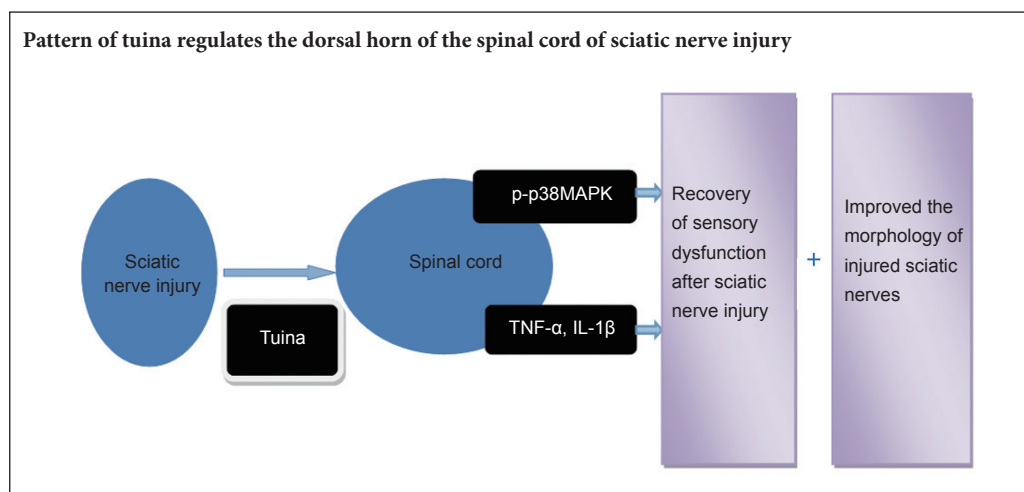 Pattern of tuina regulates the dorsal horn of the spinal cord of sciatic nerve injury
Sciatic
nerve injury
Tuina
Spinal cord
p-p38MAPK
TNF-α, IL-1β
Recovery
of sensory
dysfunction
after sciatic
nerve injury
+
Improved the
morphology of
injured sciatic
nerves